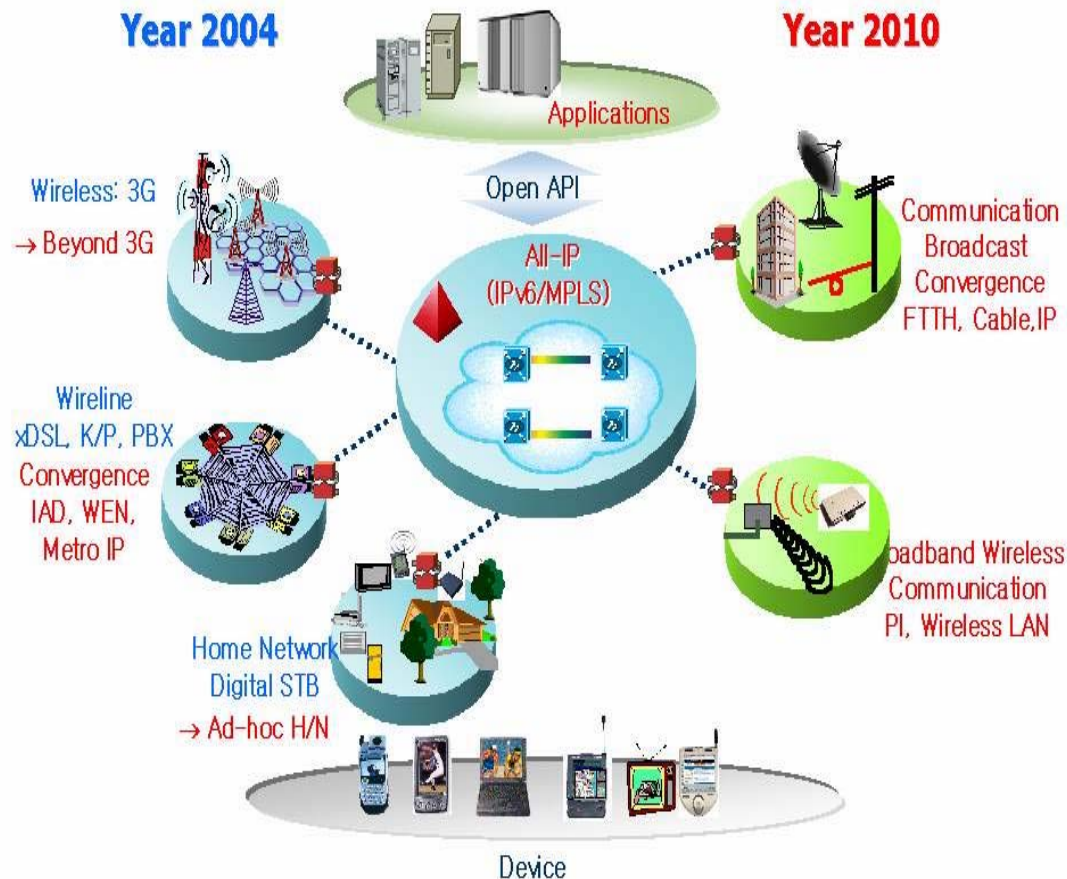 Year 2004
Year 2010
Applications
Open API
Wireless: 3G
→ Beyond 3G
All-IP
(IPv6/MPLS)
Communication
Broadcast
Convergence
FTTH, Cable,IP
Wireline
xDSL, K/P, PBX
Convergence
IAD, WEN,
Metro IP
oadband Wireless
Communication
PI, Wireless LAN
Home Network
Digital STB
→ Ad-hoc H/N
Device